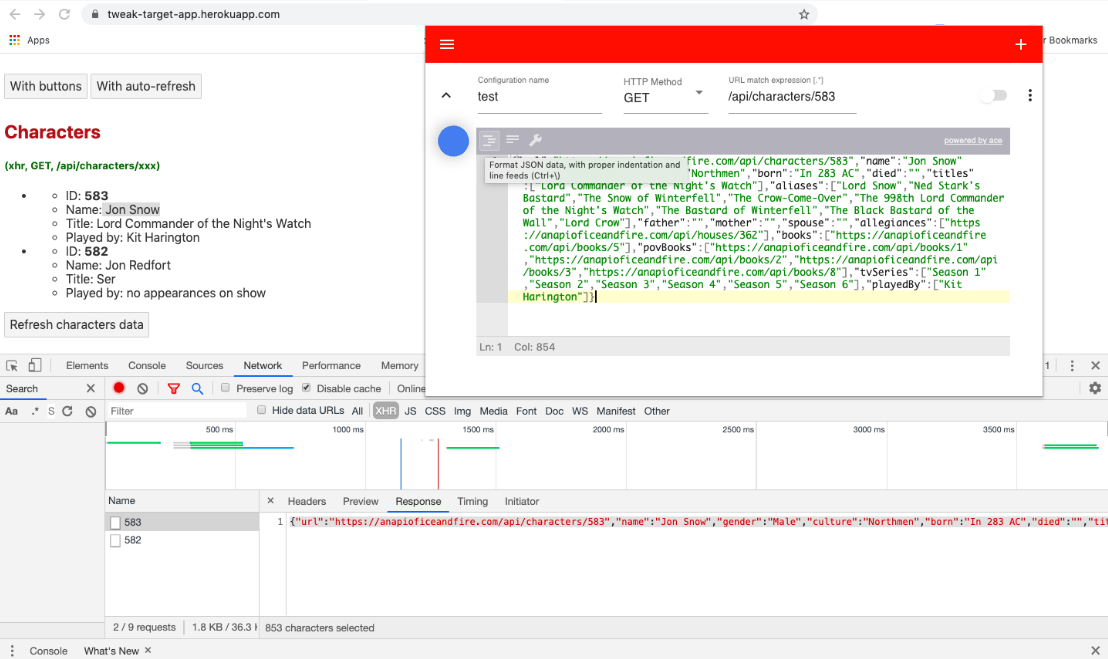 tweak-target-app.herokuapp.com
Apps
r Bookmarks
With buttons
With auto-refresh
Characters
(xhr, GET, /api/characters/xxx)
ID: 583
Name: Jon Snow
Title: Lord Commander of the Night's Watch
Played by: Kit Harington
ID: 582
Name: Jon Redfort
Title: Ser
Played by: no appearances on show
Refresh characters data
Configuration name
test
HTTP Method
GET
URL match expression [.*]
/api/characters/583
powered by ace
Format JSON data, with proper indentation and
line feeds (Ctrl+\)
andfire.com/api/characters/583","name":"Jon Snow"
Northmen","born":"In 283 AC","died":"","titles"
:["Lord Commander of the Night's Watch"],"aliases":["Lord Snow","Ned Stark's
Bastard","The Snow of Winterfell","The Crow-Come-Over","The 998th Lord Commander
of the Night's Watch","The Bastard of Winterfell","The Black Bastard of the
Wall","Lord Crow"],"father":"","mother":"","spouse":"","allegiances":["https
://anapioficeandfire.com/api/houses/362"],"books":["https://anapioficeandfire
.com/api/books/5"],"povBooks":["https://anapioficeandfire.com/api/books/1"
,"https://anapioficeandfire.com/api/books/2","https://anapioficeandfire.com/api
/books/3","https://anapioficeandfire.com/api/books/8"],"tvSeries":["Season 1"
,"Season 2","Season 3","Season 4","Season 5","Season 6"],"playedBy":["Kit
Harington"]}
Ln: 1 Col: 854
Elements Console Sources Network Performance Memory
1
Search
Preserve log Disable cache Online
Aa .* S
Filter
Hide data URLs All XHR JS CSS Img Media Font Doc WS Manifest Other
500 ms 1000 ms 1500 ms 2000 ms 2500 ms 3000 ms 3500 ms
Name
Headers Preview Response Timing Initiator
583
582
1 {"url":"https://anapioficeandfire.com/api/characters/583","name":"Jon Snow","gender":"Male","culture":"Northmen","born":"In 283 AC","died":"","tit
2 / 9 requests 1.8 KB / 36.3 k
853 characters selected
Console What's New